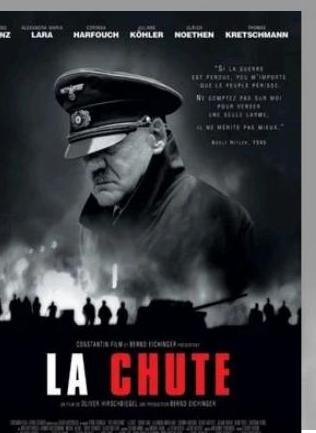 NZ
ALEXANDRA MARIA LARA
CORINNA HARFOUCH
JULIANE KÖHLER
ULRICH NOETHEN
THOMAS KRETSCHMANN
"SI LA GUERRE
EST PERDUE, PEU M'IMPORTE
QUE LE PEUPLE PÉRISSE.
NE COMPTEZ PAS SUR MOI
POUR VERSER
UNE SEULE LARME,
IL NE MÉRITE PAS MIEUX."
ADOLF HITLER, 1945
CONSTANTIN FILM ET BERND EICHINGER PRÉSENTENT
LA CHUTE
UN FILM DE OLIVER HIRSCHBIEGEL UNE PRODUCTION BERND EICHINGER